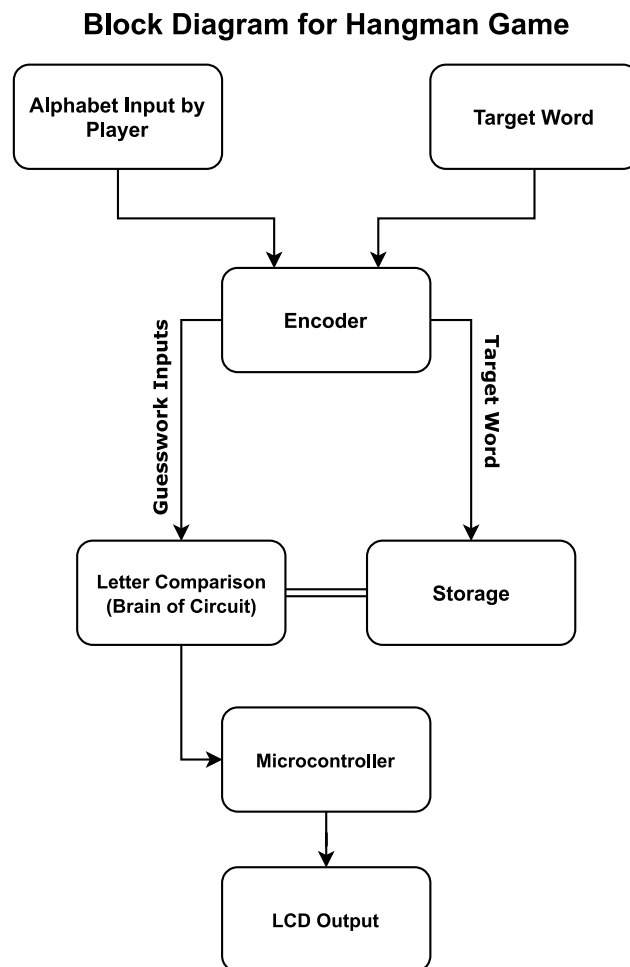 Block Diagram for Hangman Game
Alphabet Input by
Player
Target Word
Encoder
Guesswork Inputs
Target Word
Letter Comparison
(Brain of Circuit)
Storage
Microcontroller
LCD Output